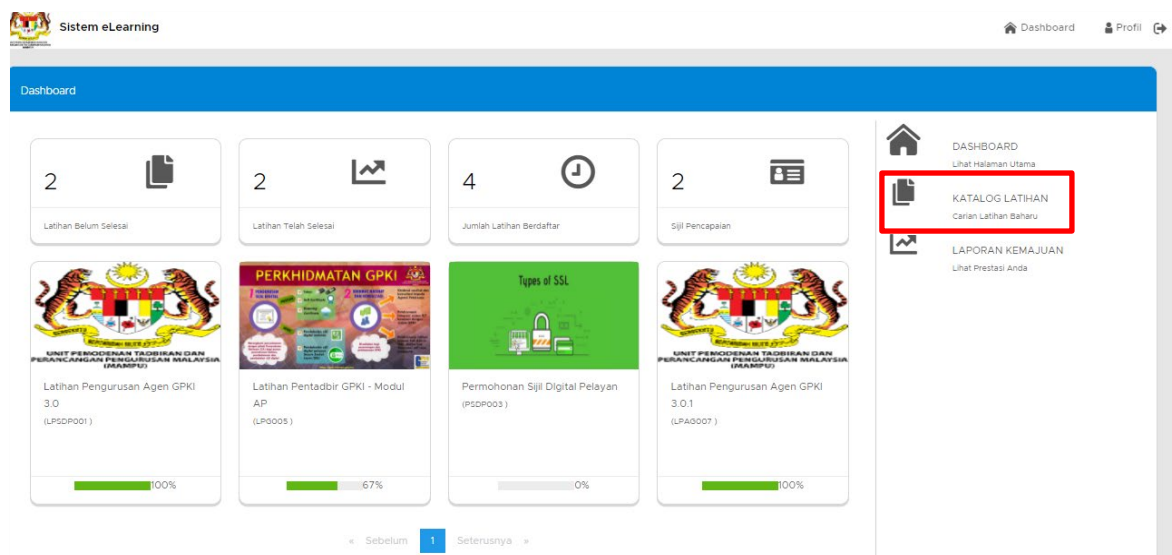 Sistem eLearning
Dashboard
Profil
Dashboard
2
Latihan Belum Selesai
2
Latihan Telah Selesai
4
Jumlah Latihan Berdaftar
2
Sijil Pencapaian
DASHBOARD
Lihat Halaman Utama
KATALOG LATIHAN
Carian Latihan Baharu
LAPORAN KEMAJUAN
Lihat Prestasi Anda
UNIT PEMODENAN TADBIRAN DAN
PERANCANGAN PENGURUSAN MALAYSIA
(MAMPU)
Latihan Pengurusan Agen GPKI
3.0
(LPSDP001 )
100%
PERKHIDMATAN GPKI
Latihan Pentadbir GPKI - Modul
AP
(LPG005 )
67%
Types of SSL
Permohonan Sijil DIgital Pelayan
(PSDP003 )
0%
UNIT PEMODENAN TADBIRAN DAN
PERANCANGAN PENGURUSAN MALAYSIA
(MAMPU)
Latihan Pengurusan Agen GPKI
3.0.1
(LPAG007 )
100%
« Sebelum 1 Seterusnya »